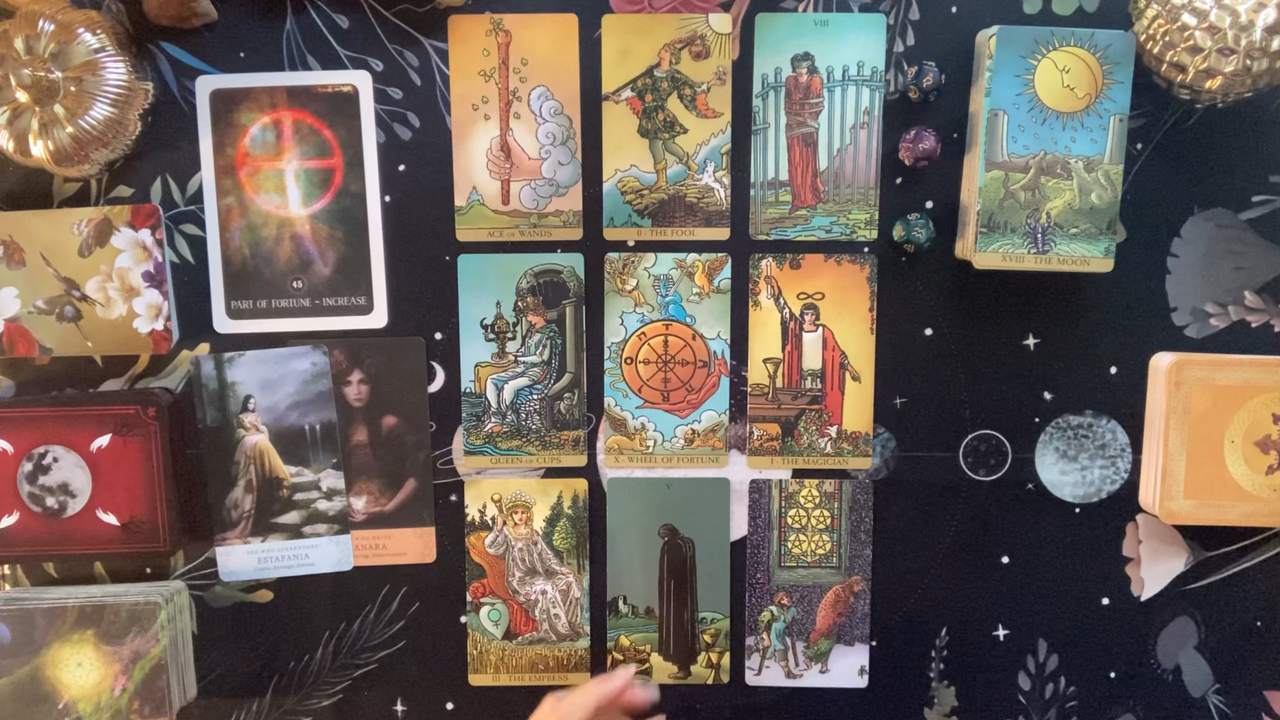 45
PART OF FORTUNE – INCREASE
ESTAFANIA
ANARA
ACE OF WANDS
0 - THE FOOL
VIII
QUEEN OF CUPS
X - WHEEL OF FORTUNE
I - THE MAGICIAN
III - THE EMPRESS
V
XVIII - THE MOON